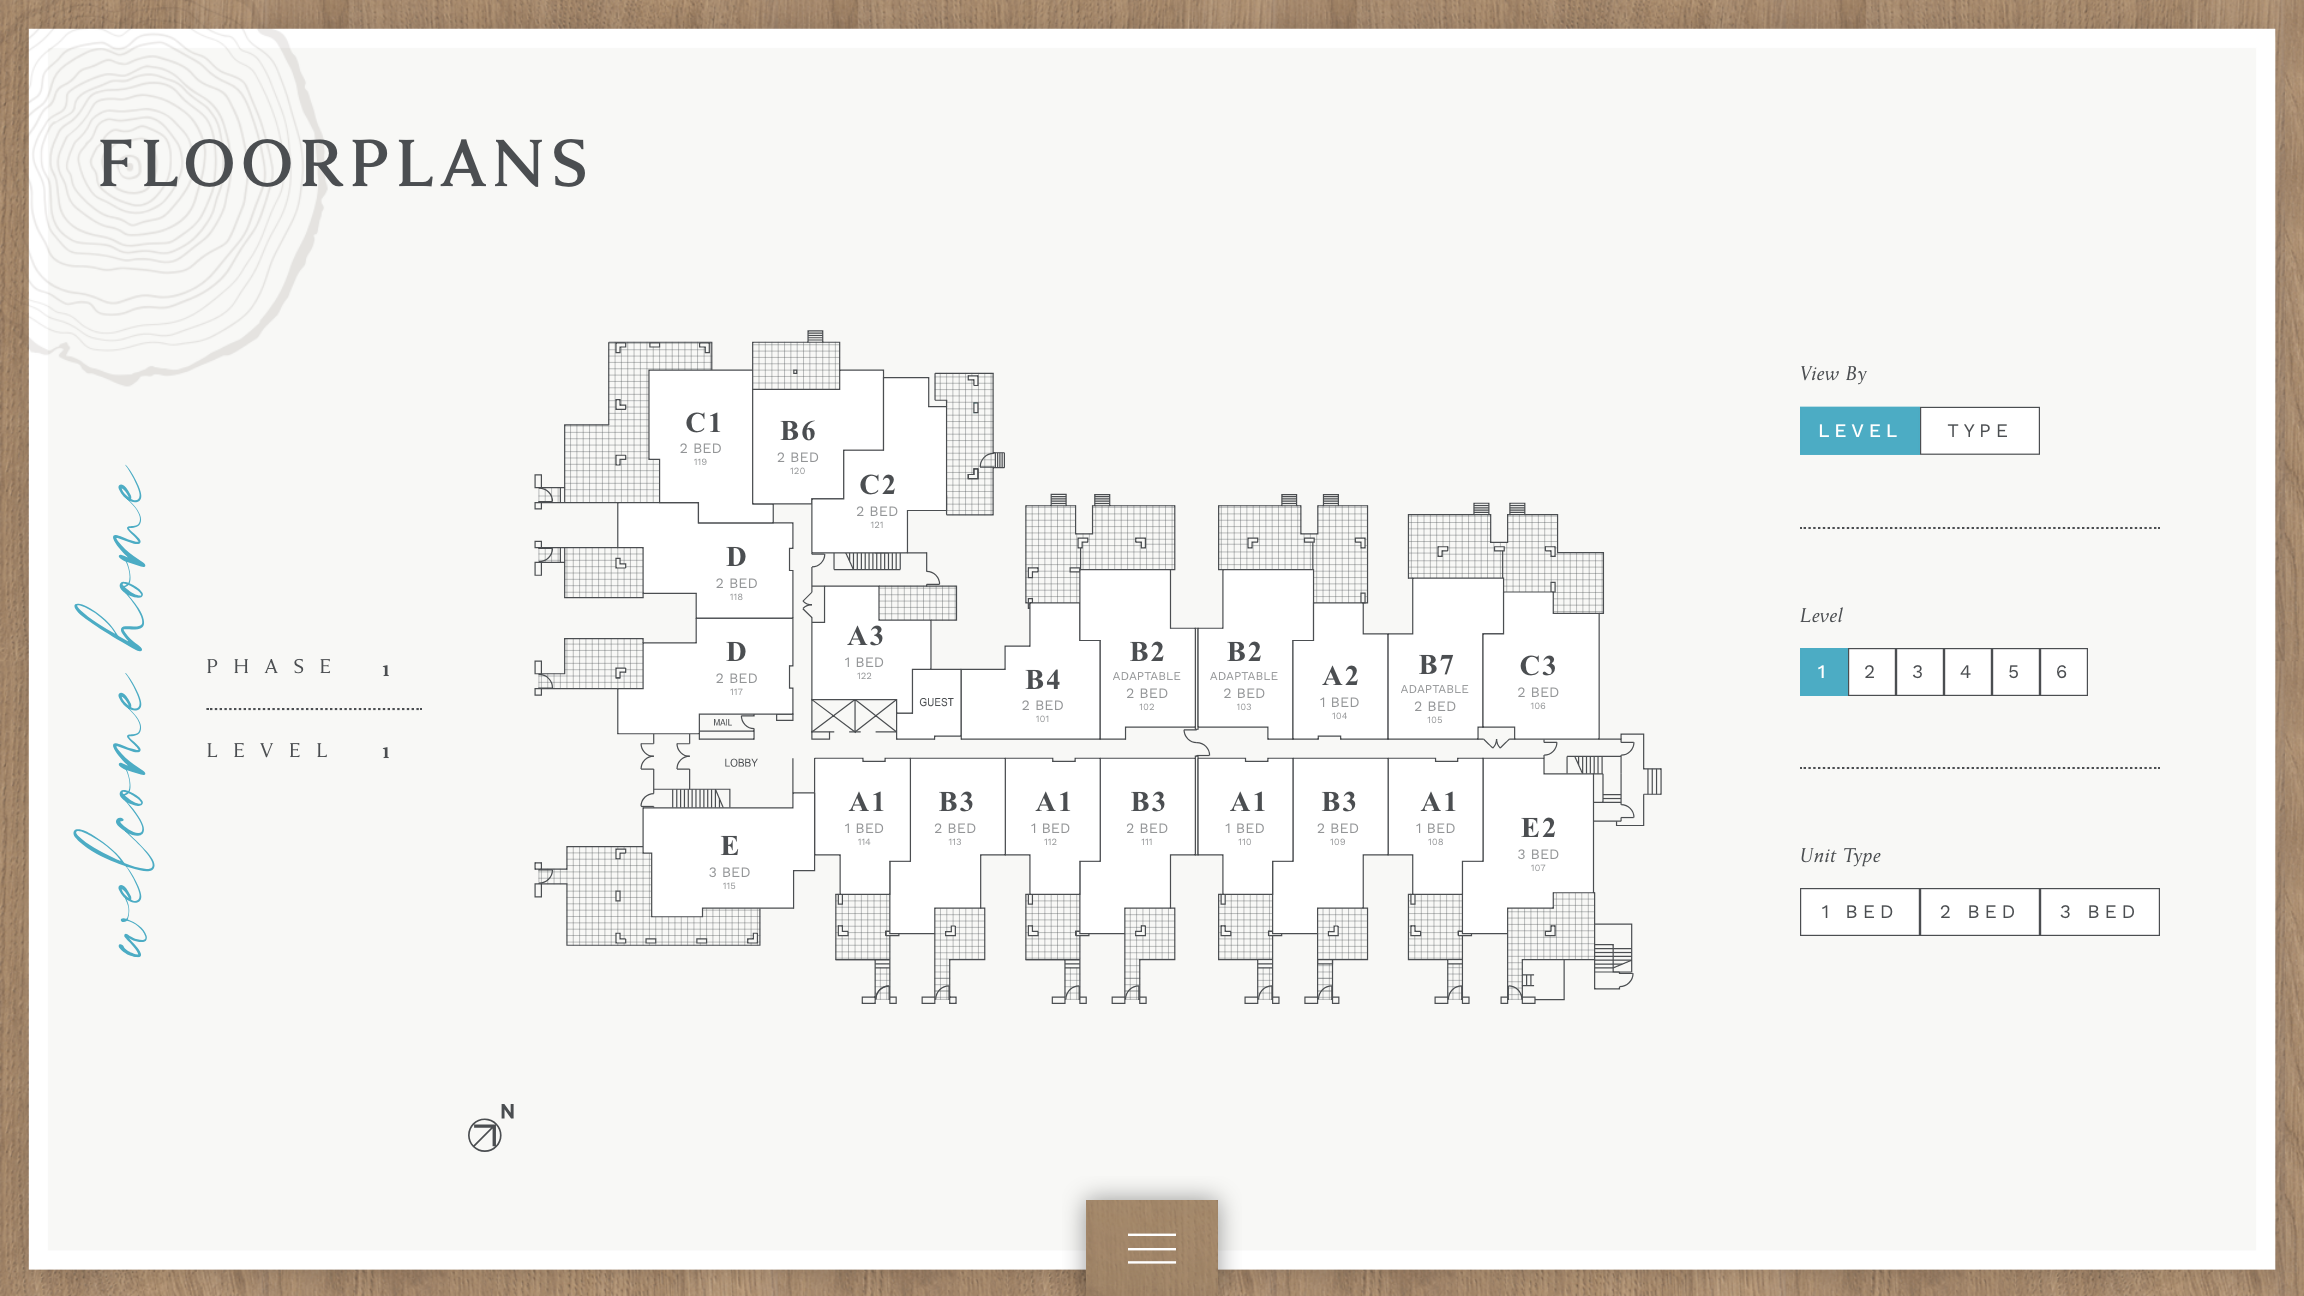 FLOORPLANS
welcome home
PHASE 1
LEVEL 1
C1
2 BED
119
B6
2 BED
120
C2
2 BED
121
D
2 BED
118
D
2 BED
117
A3
1 BED
122
MAIL
GUEST
LOBBY
B4
2 BED
101
B2
ADAPTABLE
2 BED
102
B2
ADAPTABLE
2 BED
103
A2
1 BED
104
B7
ADAPTABLE
2 BED
105
C3
2 BED
106
E
3 BED
115
A1
1 BED
114
B3
2 BED
113
A1
1 BED
112
B3
2 BED
111
A1
1 BED
110
B3
2 BED
109
A1
1 BED
108
E2
3 BED
107
N
View By
LEVEL TYPE
Level
1 2 3 4 5 6
Unit Type
1 BED 2 BED 3 BED